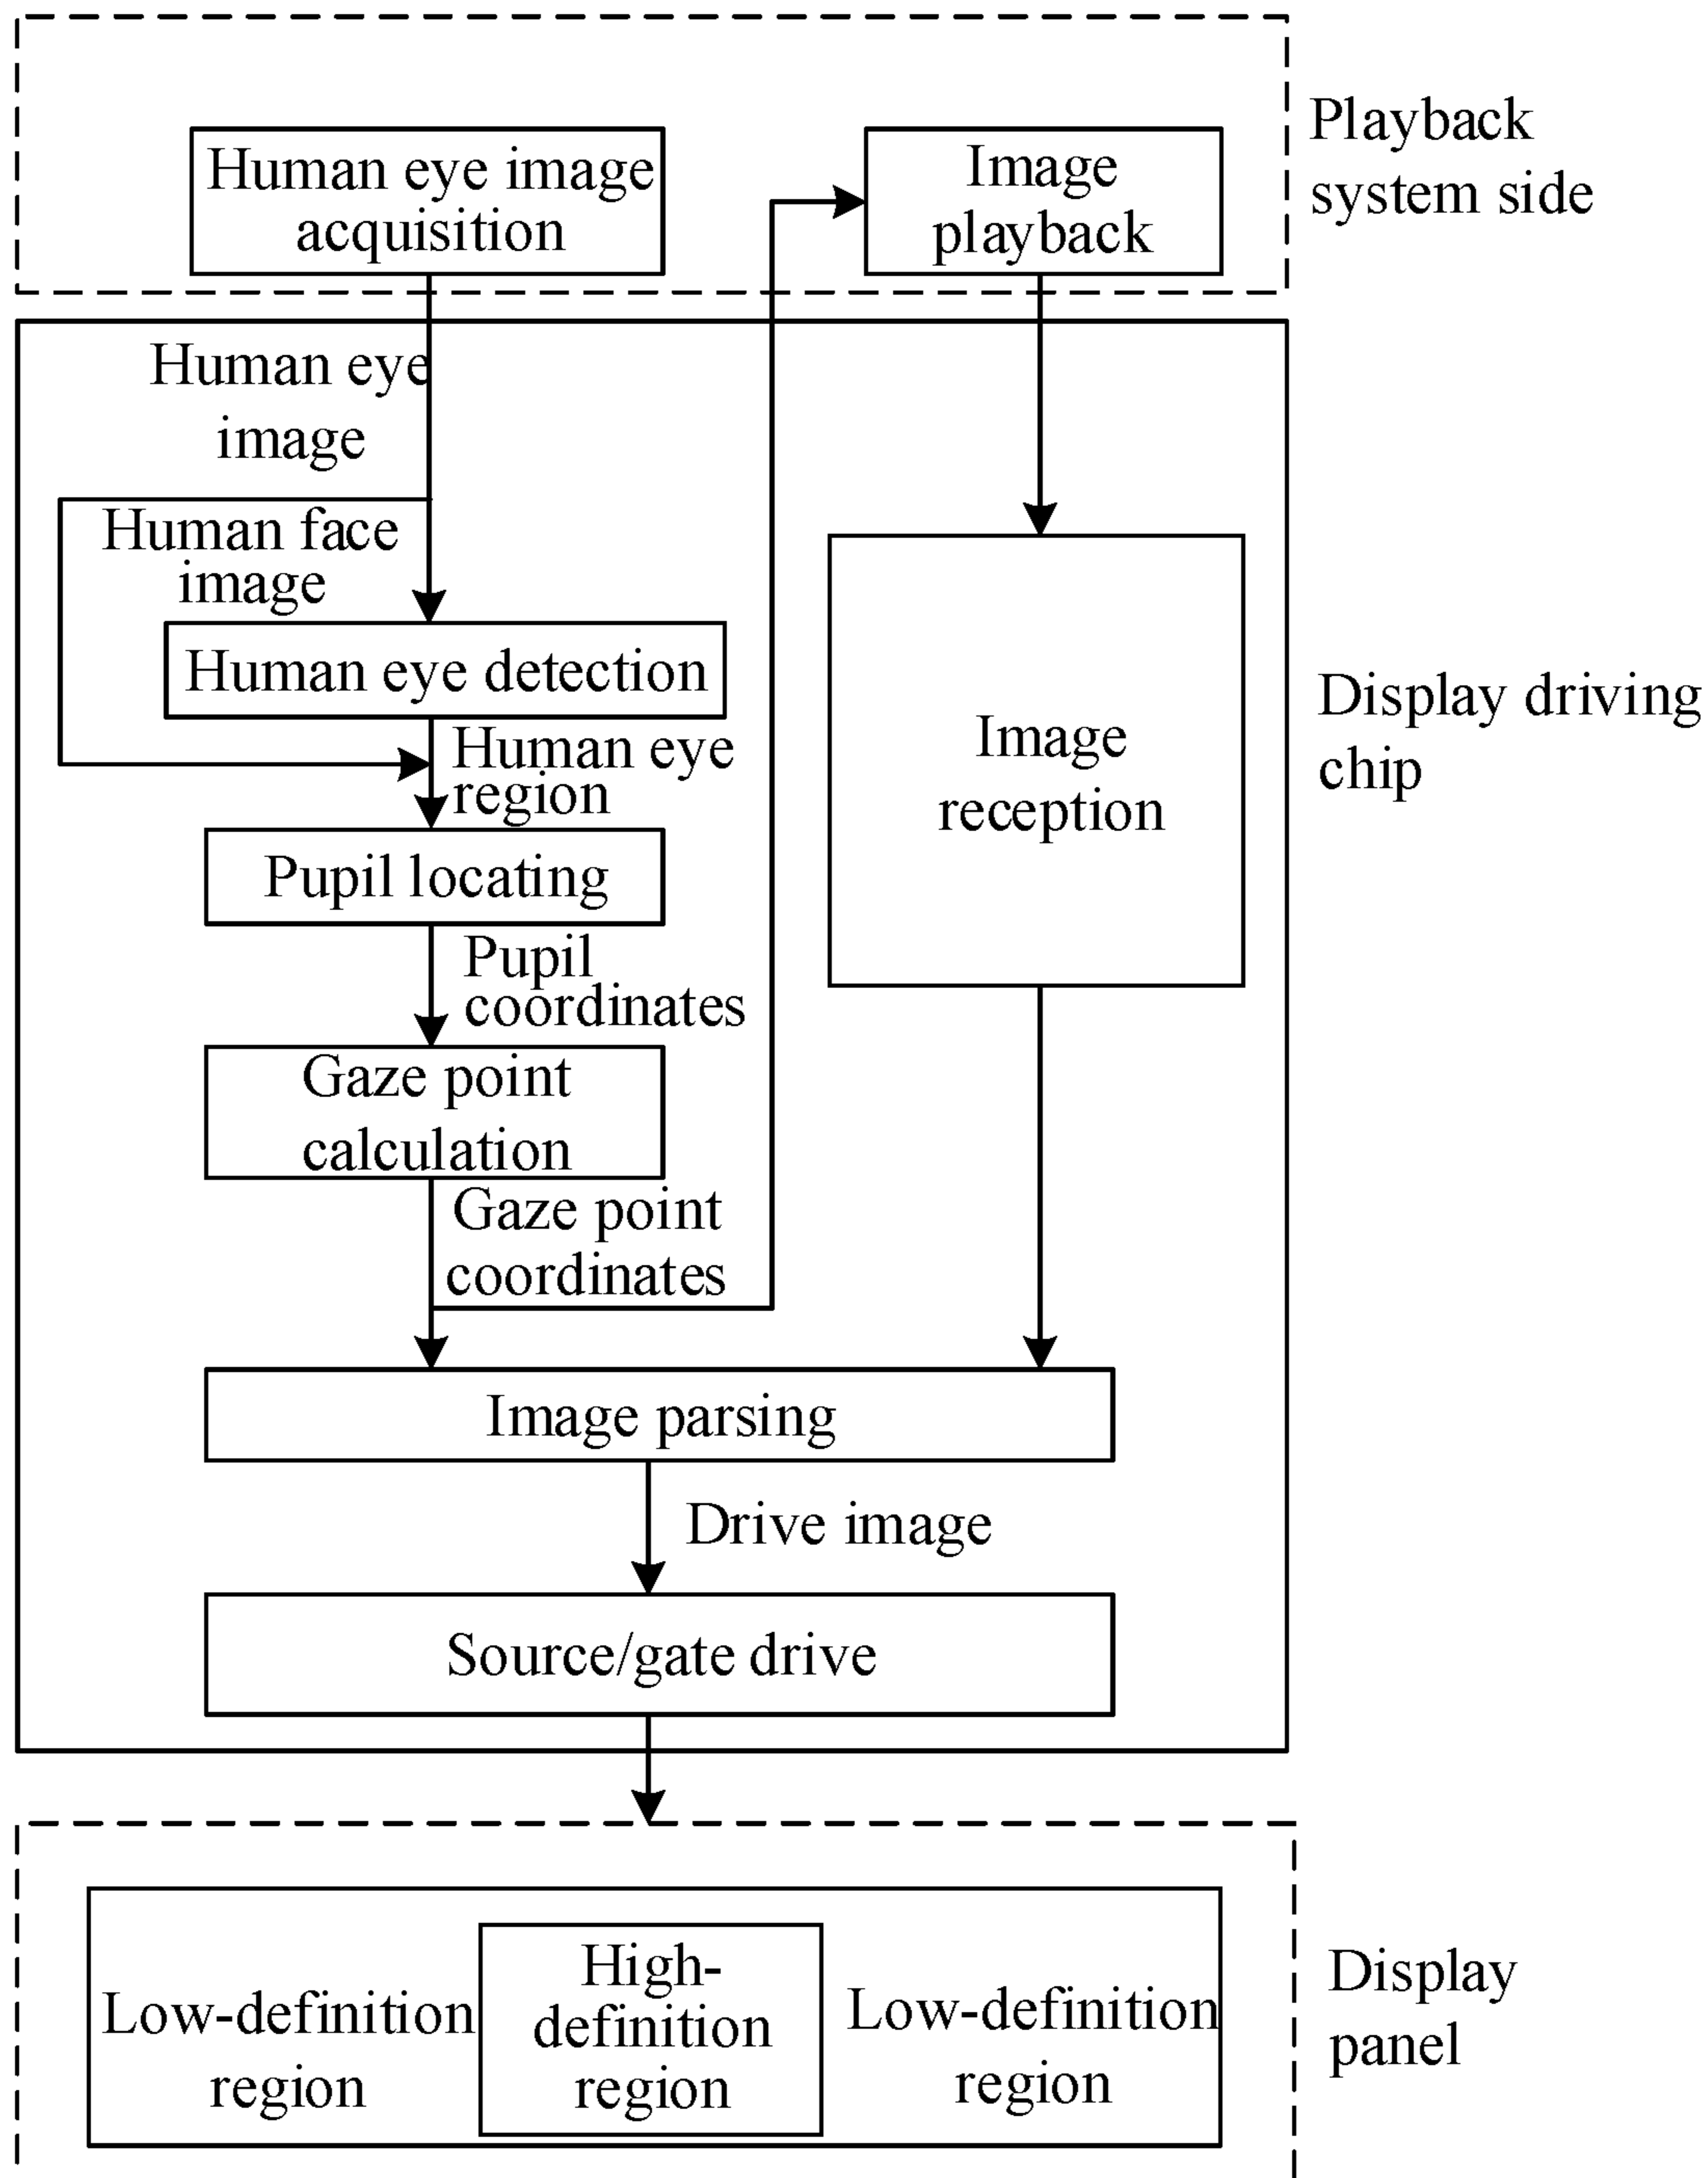 Human eye image
acquisition
Image
playback
Playback
system side
Human eye
image
Human face
image
Human eye detection
Human eye
region
Image
reception
Display driving
chip
Pupil locating
Pupil
coordinates
Gaze point
calculation
Gaze point
coordinates
Image parsing
Drive image
Source/gate drive
Low-definition
region
High-
definition
region
Low-definition
region
Display
panel